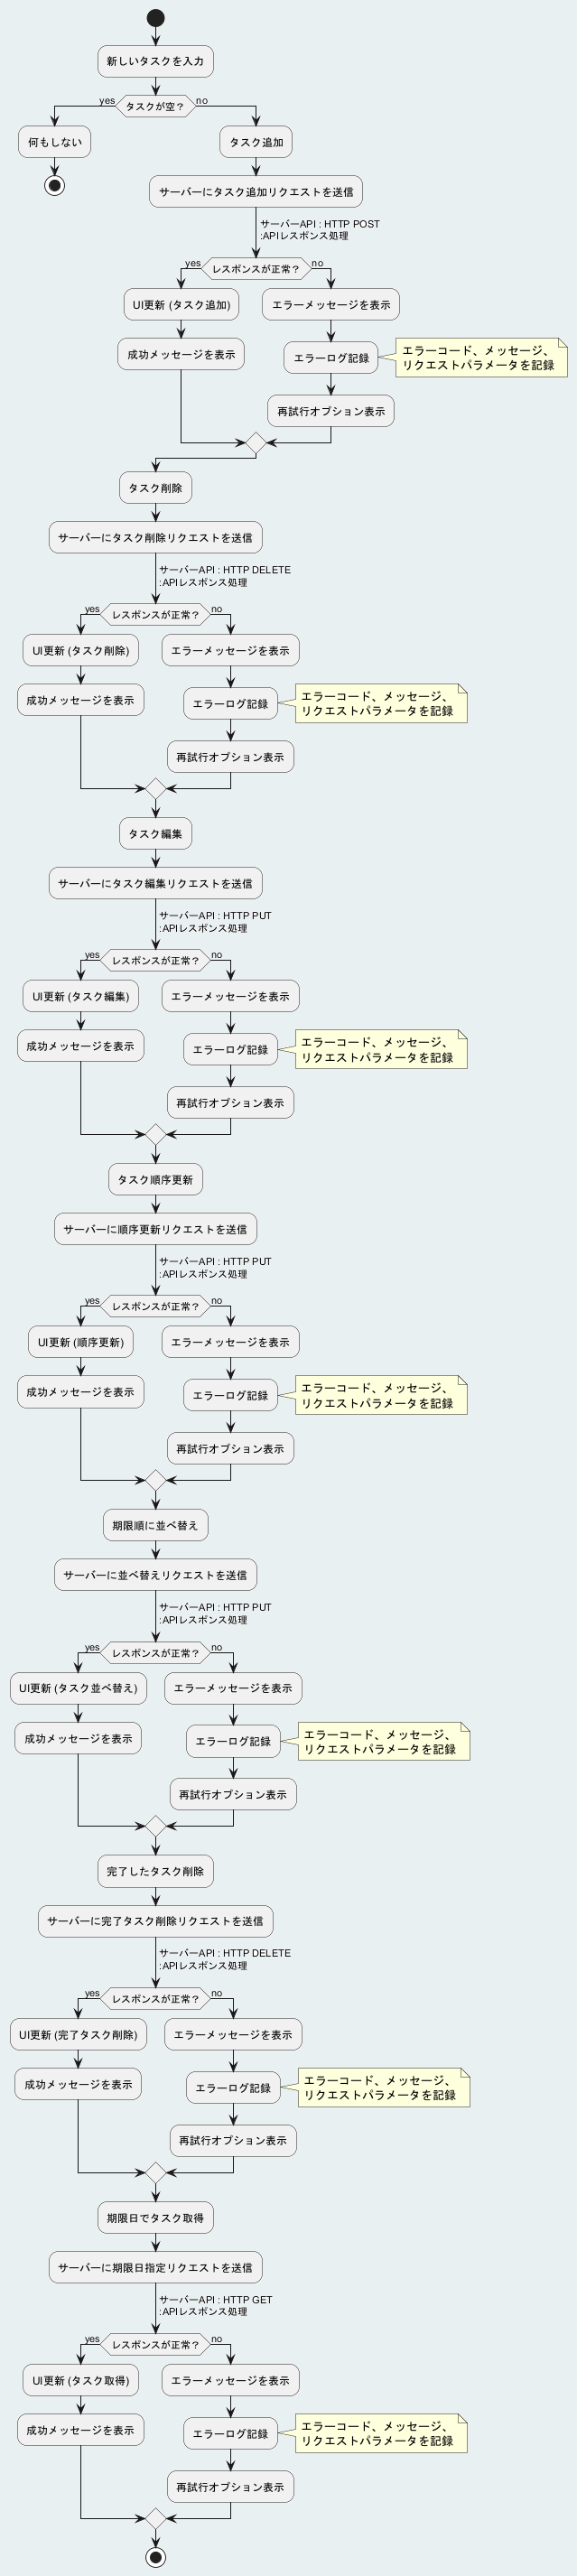 新しいタスクを入力
yes
タスクが空？
no
何もしない
タスク追加
サーバーにタスク追加リクエストを送信
サーバーAPI : HTTP POST
:APIレスポンス処理
yes
レスポンスが正常？
no
UI更新 (タスク追加)
エラーメッセージを表示
成功メッセージを表示
エラーログ記録
エラーコード、メッセージ、
リクエストパラメータを記録
再試行オプション表示
タスク削除
サーバーにタスク削除リクエストを送信
サーバーAPI : HTTP DELETE
:APIレスポンス処理
yes
レスポンスが正常？
no
UI更新 (タスク削除)
エラーメッセージを表示
成功メッセージを表示
エラーログ記録
エラーコード、メッセージ、
リクエストパラメータを記録
再試行オプション表示
タスク編集
サーバーにタスク編集リクエストを送信
サーバーAPI : HTTP PUT
:APIレスポンス処理
yes
レスポンスが正常？
no
UI更新 (タスク編集)
エラーメッセージを表示
成功メッセージを表示
エラーログ記録
エラーコード、メッセージ、
リクエストパラメータを記録
再試行オプション表示
タスク順序更新
サーバーに順序更新リクエストを送信
サーバーAPI : HTTP PUT
:APIレスポンス処理
yes
レスポンスが正常？
no
UI更新 (順序更新)
エラーメッセージを表示
成功メッセージを表示
エラーログ記録
エラーコード、メッセージ、
リクエストパラメータを記録
再試行オプション表示
期限順に並べ替え
サーバーに並べ替えリクエストを送信
サーバーAPI : HTTP PUT
:APIレスポンス処理
yes
レスポンスが正常？
no
UI更新 (タスク並べ替え)
エラーメッセージを表示
成功メッセージを表示
エラーログ記録
エラーコード、メッセージ、
リクエストパラメータを記録
再試行オプション表示
完了したタスク削除
サーバーに完了タスク削除リクエストを送信
サーバーAPI : HTTP DELETE
:APIレスポンス処理
yes
レスポンスが正常？
no
UI更新 (完了タスク削除)
エラーメッセージを表示
成功メッセージを表示
エラーログ記録
エラーコード、メッセージ、
リクエストパラメータを記録
再試行オプション表示
期限日でタスク取得
サーバーに期限日指定リクエストを送信
サーバーAPI : HTTP GET
:APIレスポンス処理
yes
レスポンスが正常？
no
UI更新 (タスク取得)
エラーメッセージを表示
成功メッセージを表示
エラーログ記録
エラーコード、メッセージ、
リクエストパラメータを記録
再試行オプション表示